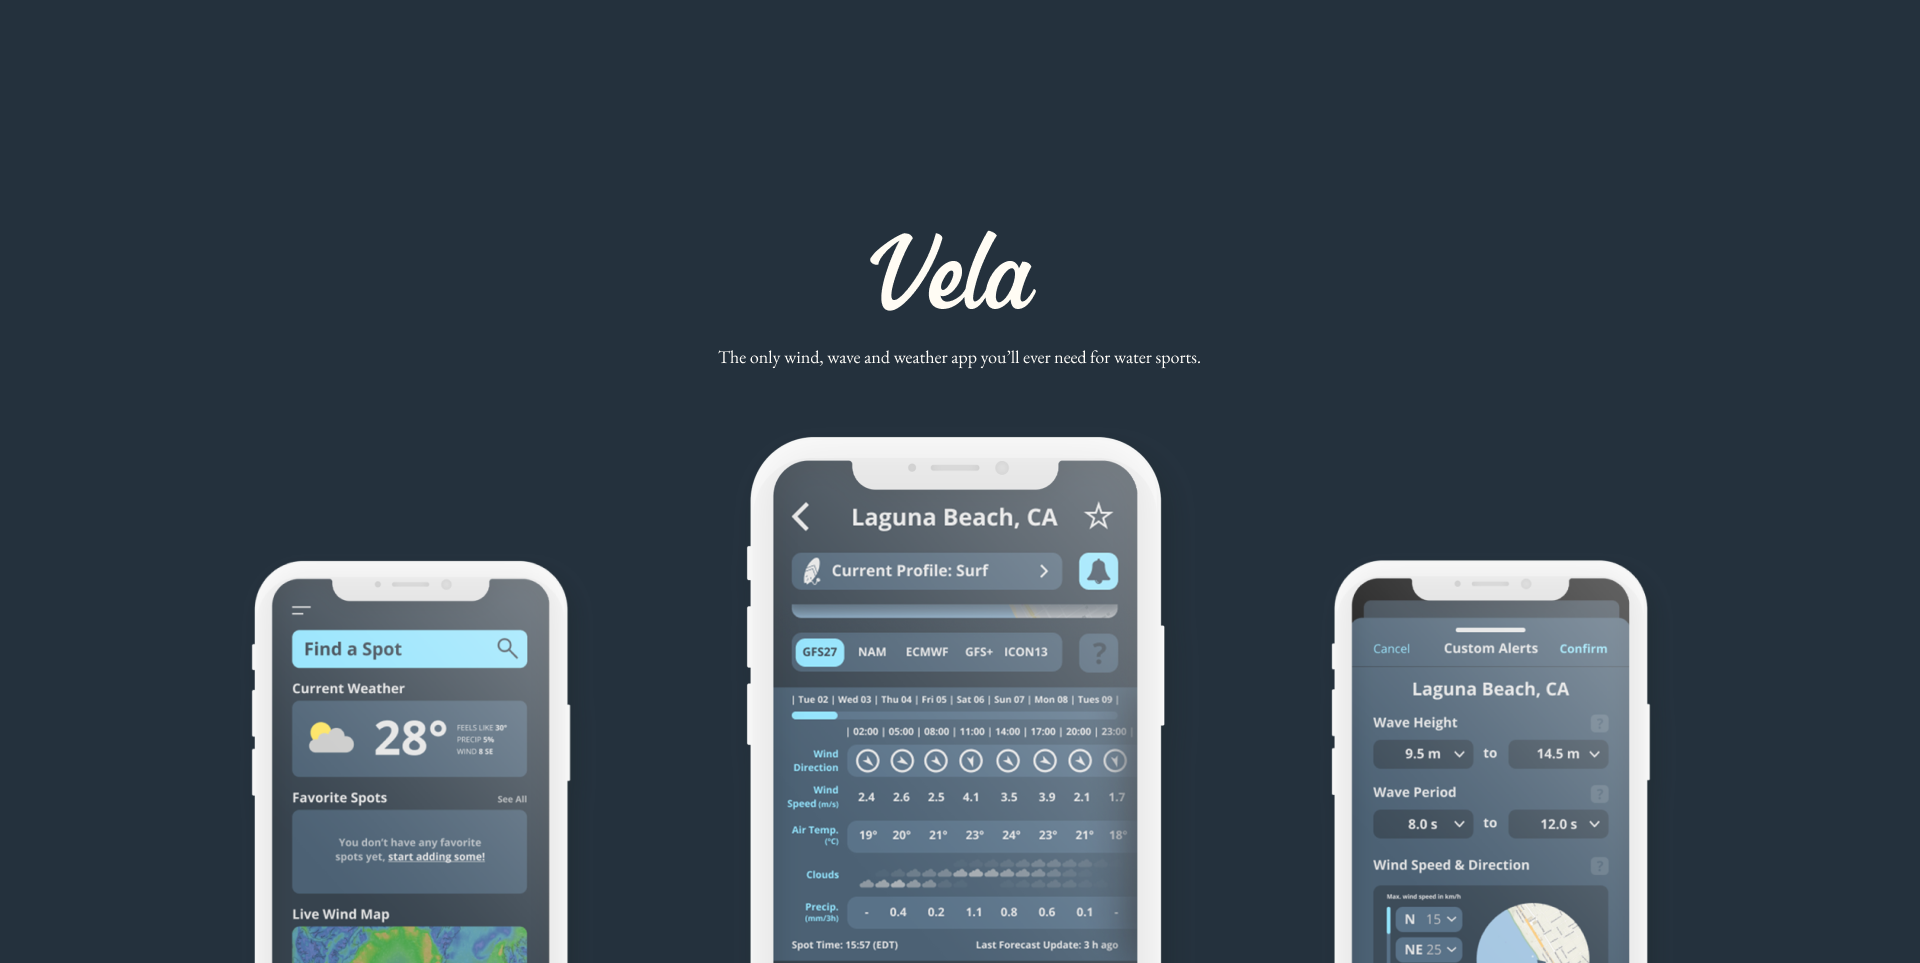 Vela
The only wind, wave and weather app you'll ever need for water sports.
Find a Spot
Current Weather
28°
FEELS LIKE 30°
PRECIP 5%
WIND 8 SE
Favorite Spots
See All
You don't have any favorite
spots yet, start adding some!
Live Wind Map
Laguna Beach, CA
Current Profile: Surf
GFS27 NAM ECMWF GFS+ ICON13
?
| Tue 02 | Wed 03 | Thu 04 | Fri 05 | Sat 06 | Sun 07 | Mon 08 | Tues 09 |
| 02:00 | 05:00 | 08:00 | 11:00 | 14:00 | 17:00 | 20:00 | 23:00 |
Wind
Direction
Wind
Speed (m/s)
2.4 2.6 2.5 4.1 3.5 3.9 2.1 1.7
Air Temp.
(°C)
19° 20° 21° 23° 24° 23° 21° 18°
Clouds
Precip.
(mm/3h)
- 0.4 0.2 1.1 0.8 0.6 0.1 -
Spot Time: 15:57 (EDT)
Last Forecast Update: 3 h ago
Cancel
Custom Alerts
Confirm
Laguna Beach, CA
Wave Height
?
9.5 m to 14.5 m
Wave Period
?
8.0 s to 12.0 s
Wind Speed & Direction
?
Max. wind speed in km/h
N 15
NE 25